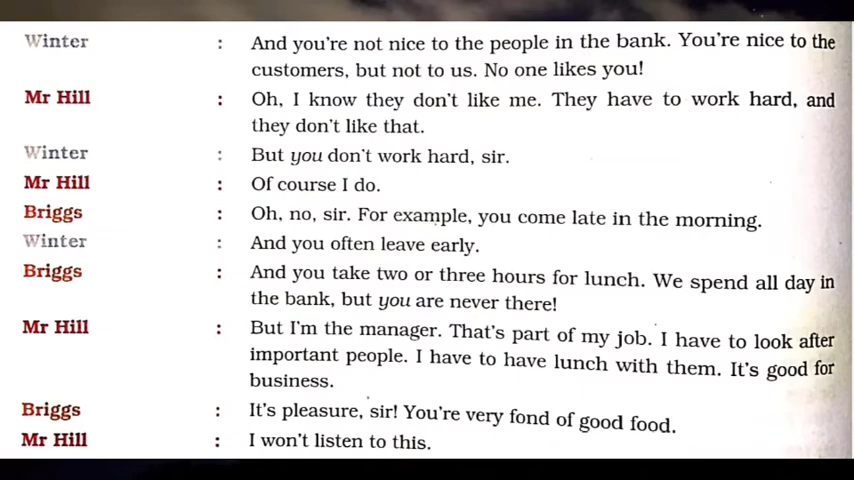 Winter : And you're not nice to the people in the bank. You're nice to the
customers, but not to us. No one likes you!
Mr Hill : Oh, I know they don't like me. They have to work hard, and
they don't like that.
Winter : But you don't work hard, sir.
Mr Hill : Of course I do.
Briggs : Oh, no, sir. For example, you come late in the morning.
Winter : And you often leave early.
Briggs : And you take two or three hours for lunch. We spend all day in
the bank, but you are never there!
Mr Hill : But I'm the manager. That's part of my job. I have to look after
important people. I have to have lunch with them. It's good for
business.
Briggs : It's pleasure, sir! You're very fond of good food.
Mr Hill : I won't listen to this.